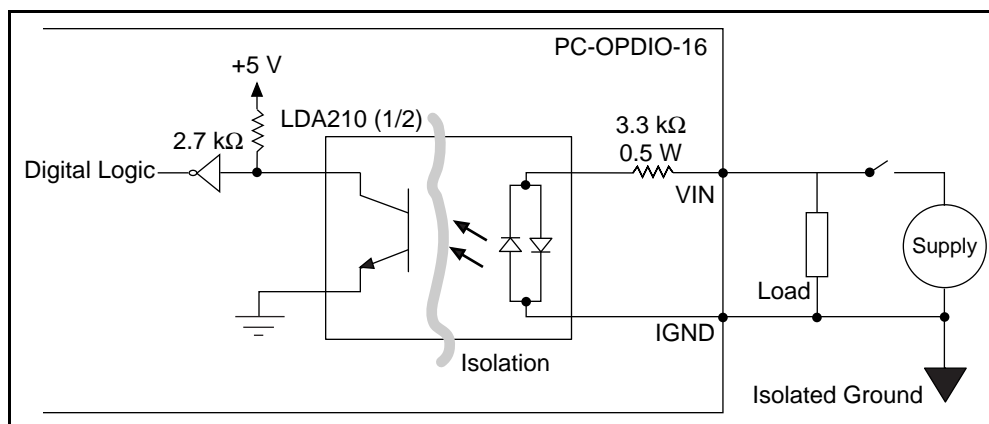 PC-OPDIO-16
+5 V
LDA210 (1/2)
2.7 kΩ
3.3 kΩ
0.5 W
Digital Logic
VIN
Supply
Load
IGND
Isolation
Isolated Ground